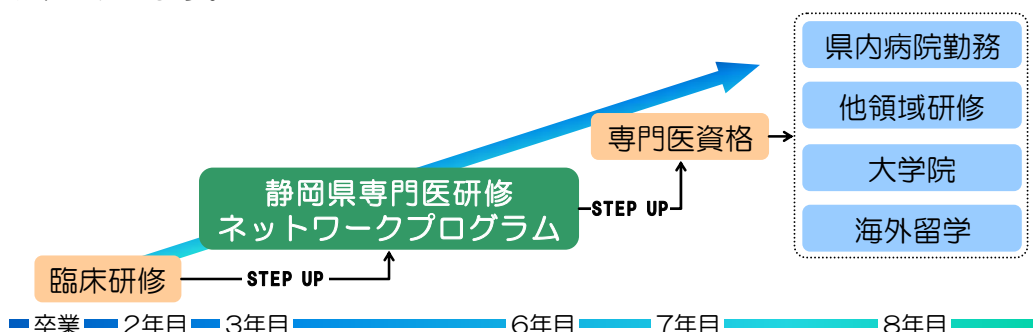 県内病院勤務
他領域研修
専門医資格
大学院
静岡県専門医研修
ネットワークプログラム
STEP UP
海外留学
臨床研修
STEP UP
卒業 2年目 3年目 6年目 7年目 8年目